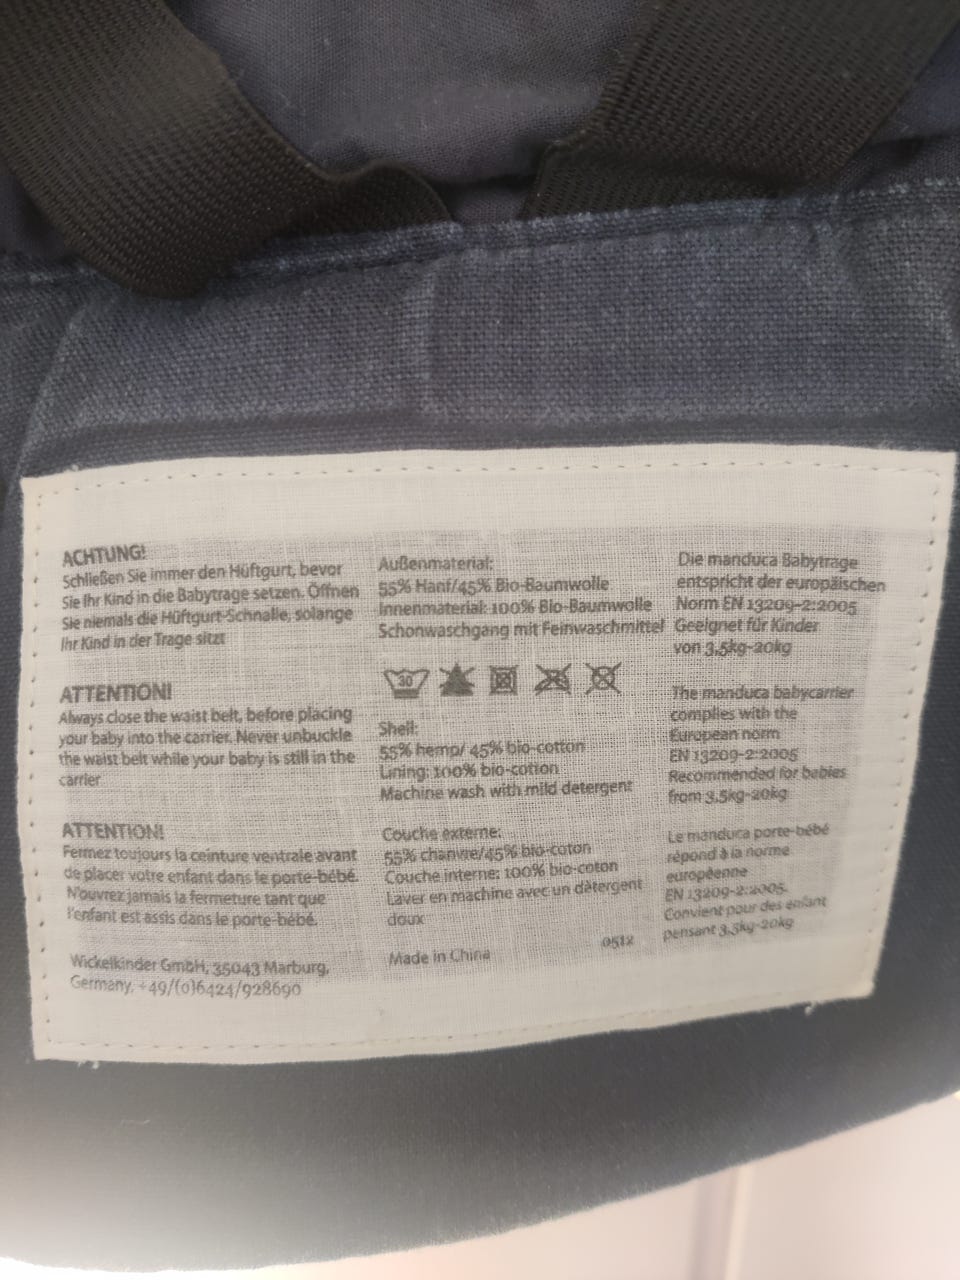 ACHTUNG!
Schließen Sie immer den Hüftgurt, bevor
Sie Ihr Kind in die Babytrage setzen. Öffnen
Sie niemals die Hüftgurt-Schnalle, solange
Ihr Kind in der Trage sitzt
ATTENTION!
Always close the waist belt, before placing
your baby into the carrier. Never unbuckle
the waist belt while your baby is still in the
carrier
ATTENTION!
Fermez toujours la ceinture ventrale avant
de placer votre enfant dans le porte-bébé.
N'ouvrez jamais la fermeture tant que
l'enfant est assis dans le porte-bébé.
Wickelkinder GmbH, 35043 Marburg,
Germany, +49/(0)6424/928690
Außenmaterial:
55% Hanf/45% Bio-Baumwolle
Innenmaterial: 100% Bio-Baumwolle
Schonwaschgang mit Feinwaschmittel
30
Shell:
55% hemp/ 45% bio-cotton
Lining: 100% bio-cotton
Machine wash with mild detergent
Couche externe:
55% chanvre/45% bio-coton
Couche interne: 100% bio-coton
Laver en machine avec un dètergent
doux
Made in China
0512
Die manduca Babytrage
entspricht der europäischen
Norm EN 13209-2:2005
Geeignet für Kinder
von 3,5kg-20kg
The manduca babycarrier
complies with the
European norm
EN 13209-2:2005
Recommended for babies
from 3.5kg-20kg
Le manduca porte-bébé
répond à la norme
européenne
EN 13209-2:2005.
Convient pour des enfant
pensant 3,5kg-20kg